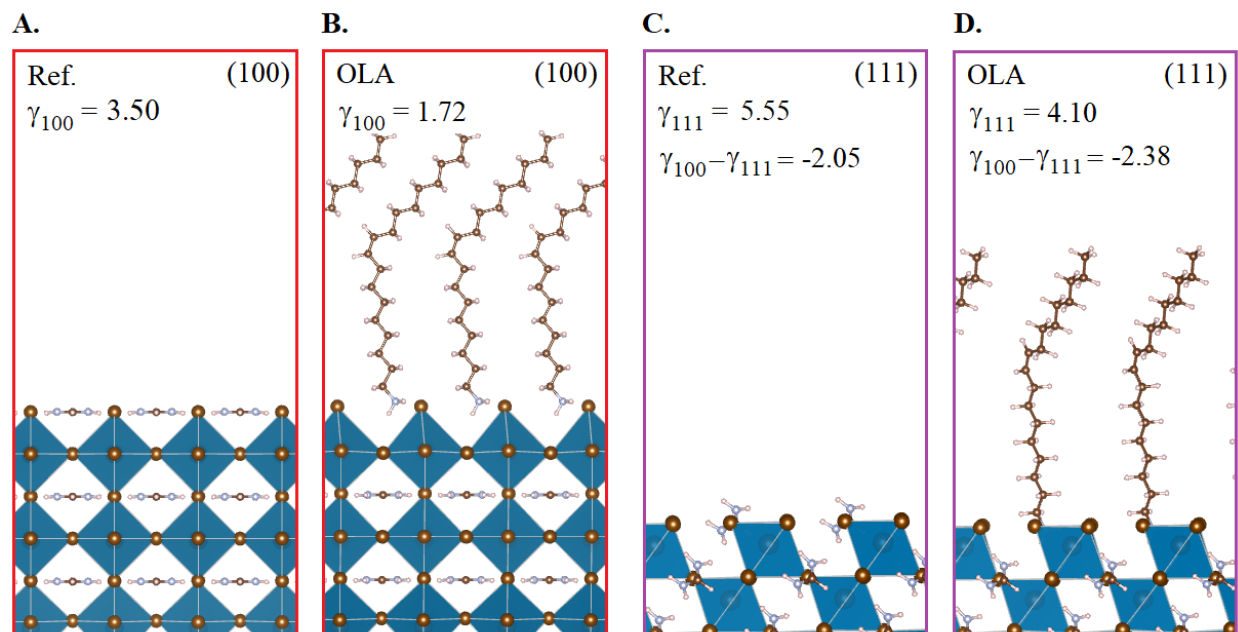 A.
Ref. (100)
γ₁₀₀ = 3.50
B.
OLA (100)
γ₁₀₀ = 1.72
C.
Ref. (111)
γ₁₁₁ = 5.55
γ₁₀₀−γ₁₁₁ = -2.05
D.
OLA (111)
γ₁₁₁ = 4.10
γ₁₀₀−γ₁₁₁ = -2.38